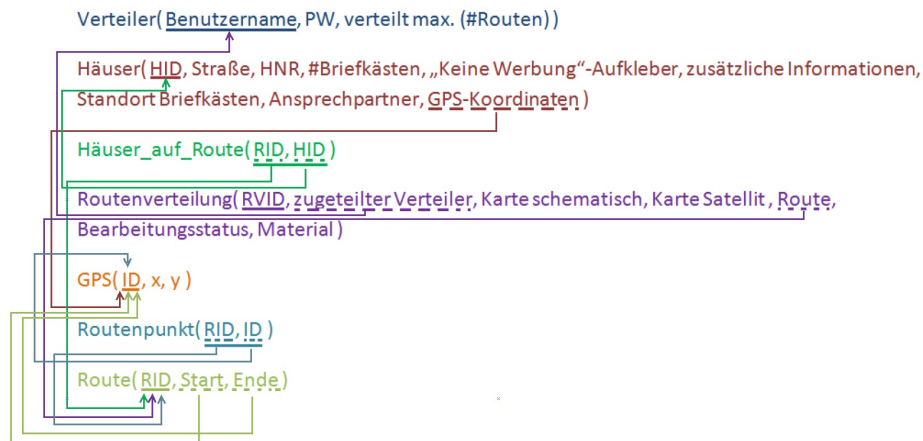 Verteiler( Benutzername, PW, verteilt max. (#Routen) )
Häuser( HID, Straße, HNR, #Briefkästen, „Keine Werbung“-Aufkleber, zusätzliche Informationen,
Standort Briefkästen, Ansprechpartner, GPS-Koordinaten )
Häuser_auf_Route( RID, HID )
Routenverteilung( RVID, zugeteilter Verteiler, Karte schematisch, Karte Satellit , Route,
Bearbeitungsstatus, Material )
GPS( ID, x, y )
Routenpunkt( RID, ID )
Route( RID, Start, Ende )